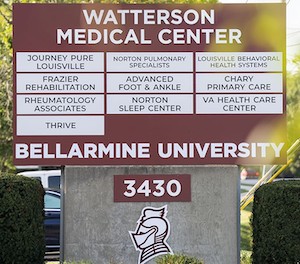 WATTERSON
MEDICAL CENTER
JOURNEY PURE
LOUISVILLE
NORTON PULMONARY
SPECIALISTS
LOUISVILLE BEHAVIORAL
HEALTH SYSTEMS
FRAZIER
REHABILITATION
ADVANCED
FOOT & ANKLE
CHARY
PRIMARY CARE
RHEUMATOLOGY
ASSOCIATES
NORTON
SLEEP CENTER
VA HEALTH CARE
CENTER
THRIVE
BELLARMINE UNIVERSITY
3430